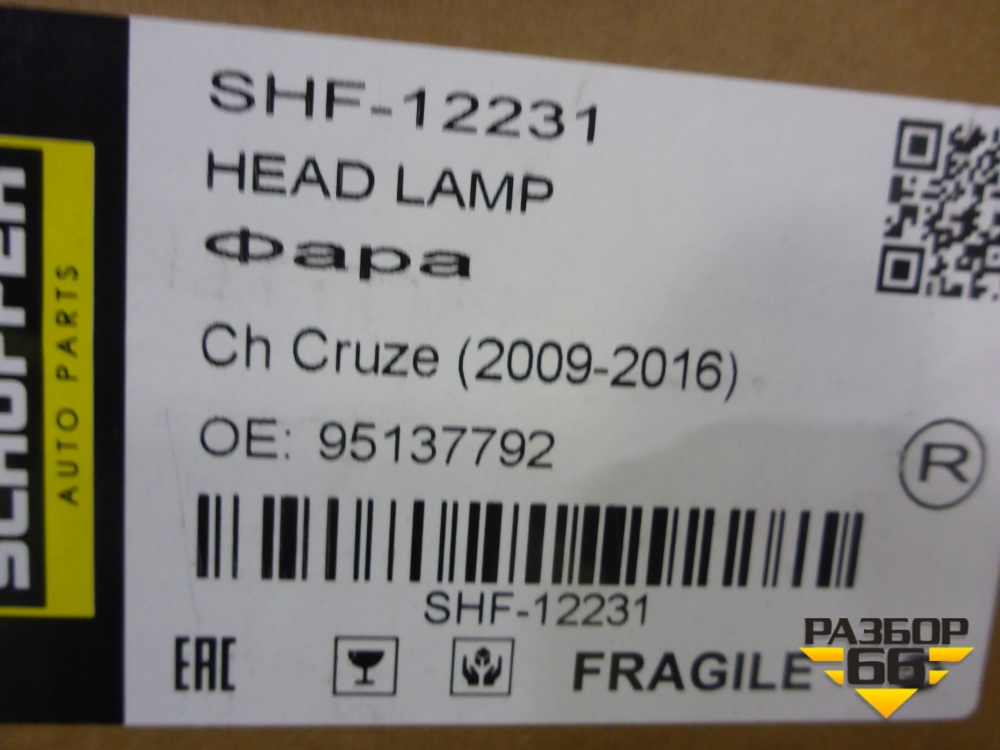 SHF-12231
HEAD LAMP
Фара
Ch Cruze (2009-2016)
OE: 95137792
R
SHF-12231
EAC
FRAGILE
AUTO PARTS
РАЗБОР
66